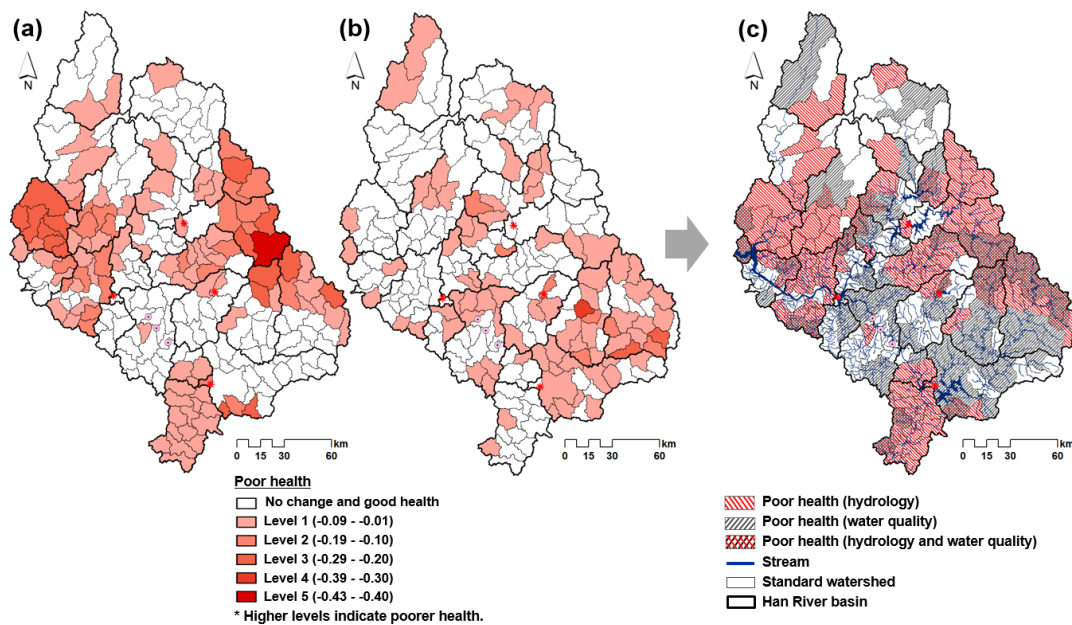 (a)
(b)
(c)
N
N
N
km
0 15 30 60
km
0 15 30 60
km
0 15 30 60
Poor health
No change and good health
Level 1 (-0.09 - -0.01)
Level 2 (-0.19 - -0.10)
Level 3 (-0.29 - -0.20)
Level 4 (-0.39 - -0.30)
Level 5 (-0.43 - -0.40)
* Higher levels indicate poorer health.
Poor health (hydrology)
Poor health (water quality)
Poor health (hydrology and water quality)
Stream
Standard watershed
Han River basin